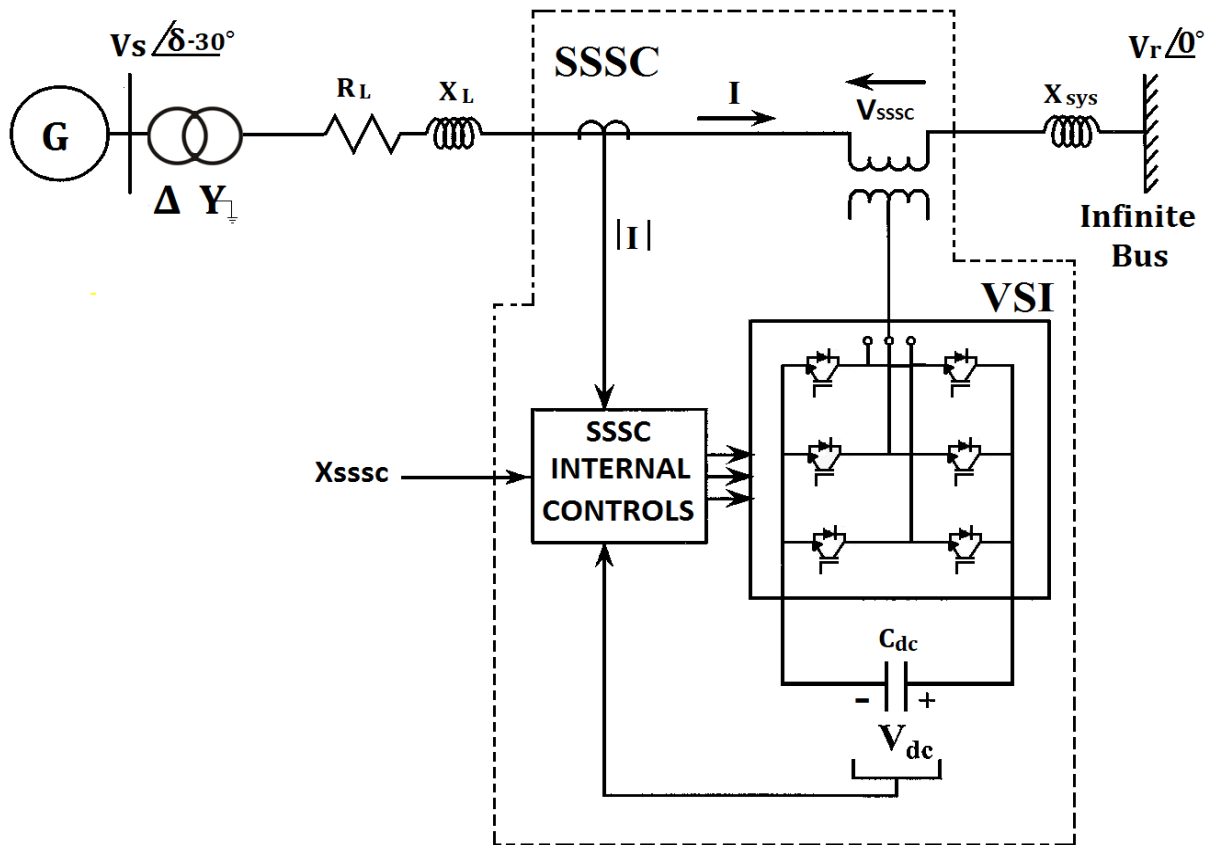 Vs∠δ-30°
SSSC
Vr∠0°
RL
XL
I
VSSSC
Xsys
G
Δ Y
|I|
Infinite
Bus
VSI
SSSC
INTERNAL
CONTROLS
Xsssc
Cdc
- +
Vdc